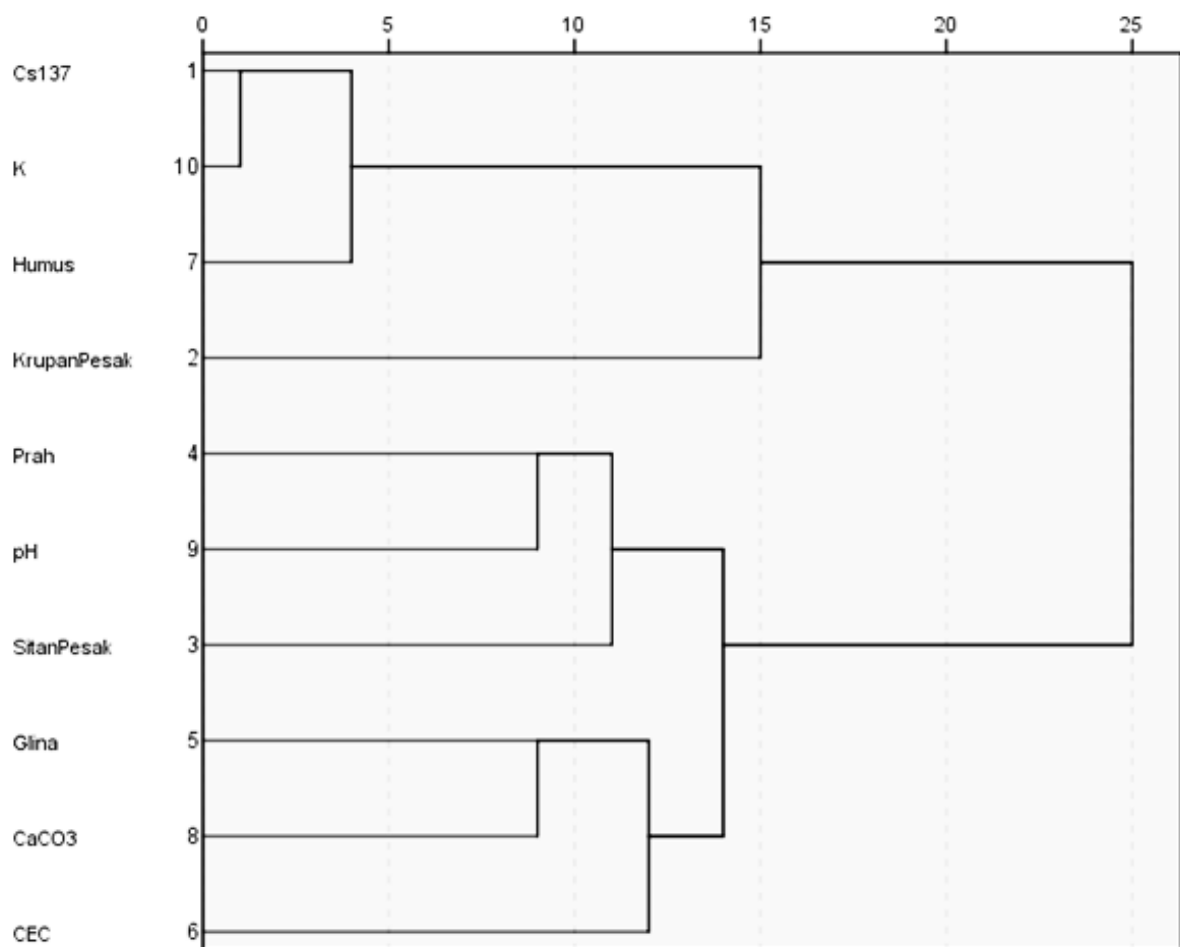 0 5 10 15 20 25
Cs137 1
K 10
Humus 7
KrupanPesak 2
Prah 4
pH 9
SitanPesak 3
Glina 5
CaCO3 8
CEC 6